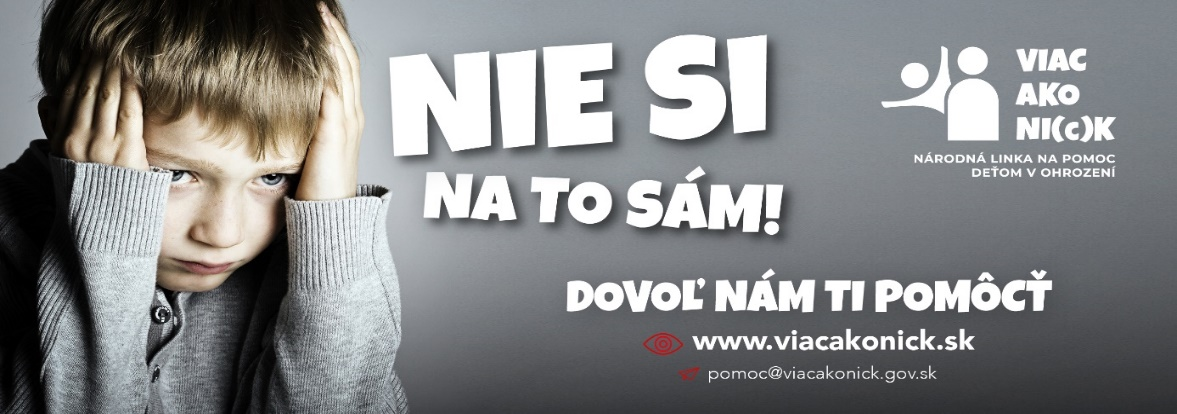 NIE SI
NA TO SÁM!
VIAC
AKO
NI(c)K
NÁRODNÁ LINKA NA POMOC
DEŤOM V OHROZENÍ
DOVOĽ NÁM TI POMÔCŤ
www.viacakonick.sk
pomoc@viacakonick.gov.sk